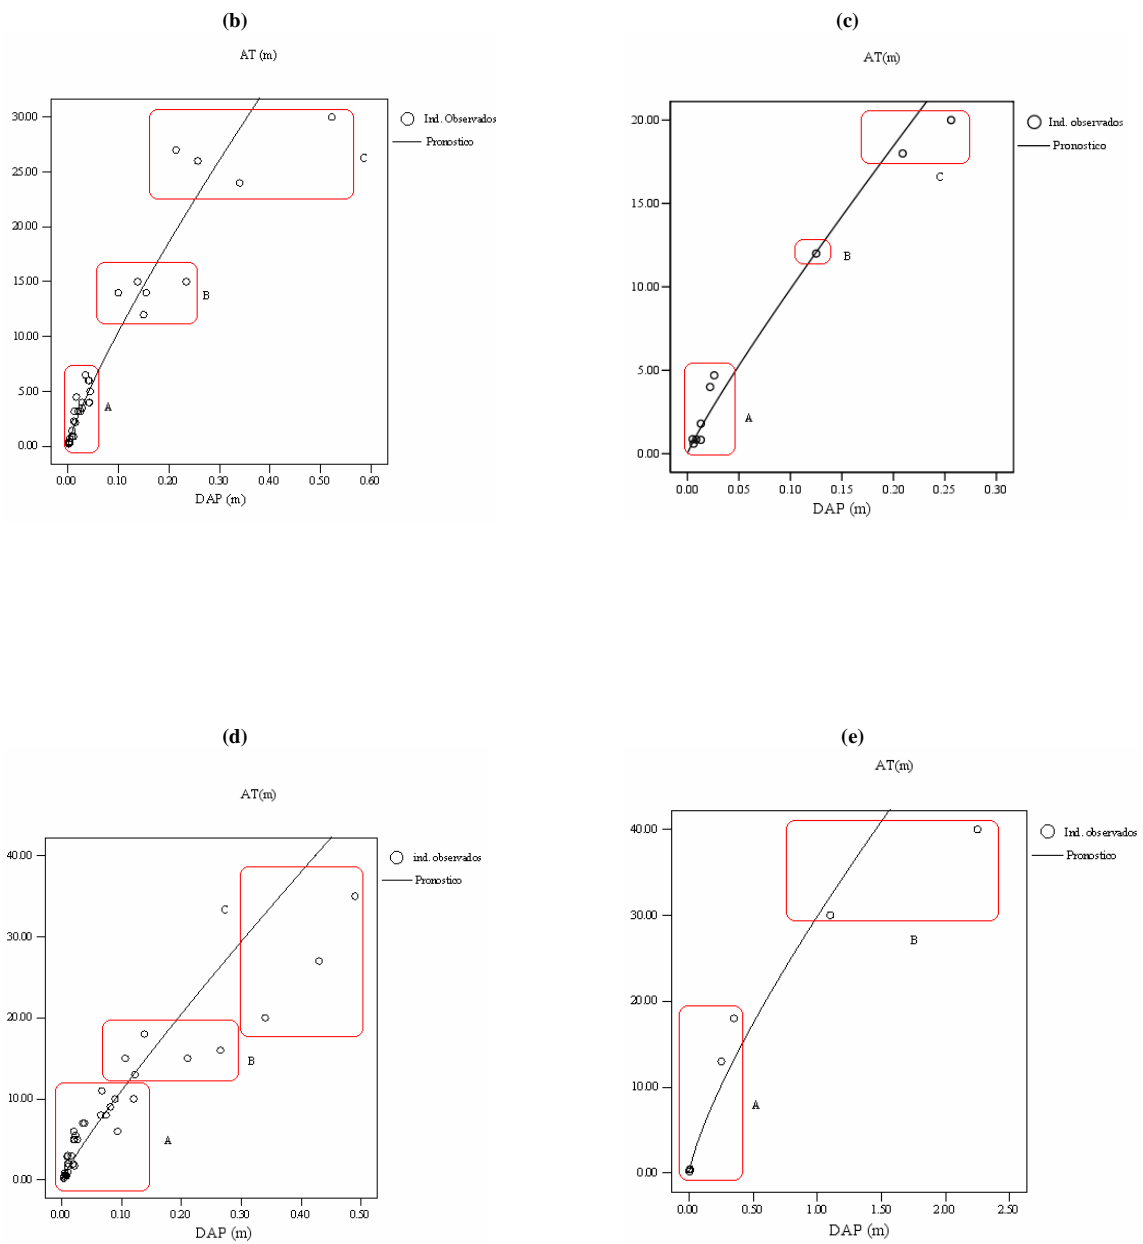 (b)
AT (m)
30.00
25.00
20.00
15.00
10.00
5.00
0.00
0.00 0.10 0.20 0.30 0.40 0.50 0.60
DAP (m)
A
B
C
Ind. Observados
Pronostico
(c)
AT(m)
20.00
15.00
10.00
5.00
0.00
0.00 0.05 0.10 0.15 0.20 0.25 0.30
DAP (m)
A
B
C
Ind. observados
Pronostico
(d)
AT(m)
40.00
30.00
20.00
10.00
0.00
0.00 0.10 0.20 0.30 0.40 0.50
DAP (m)
A
B
C
ind. observados
Pronostico
(e)
AT(m)
40.00
30.00
20.00
10.00
0.00
0.00 0.50 1.00 1.50 2.00 2.50
DAP (m)
A
B
Ind. observados
Pronostico